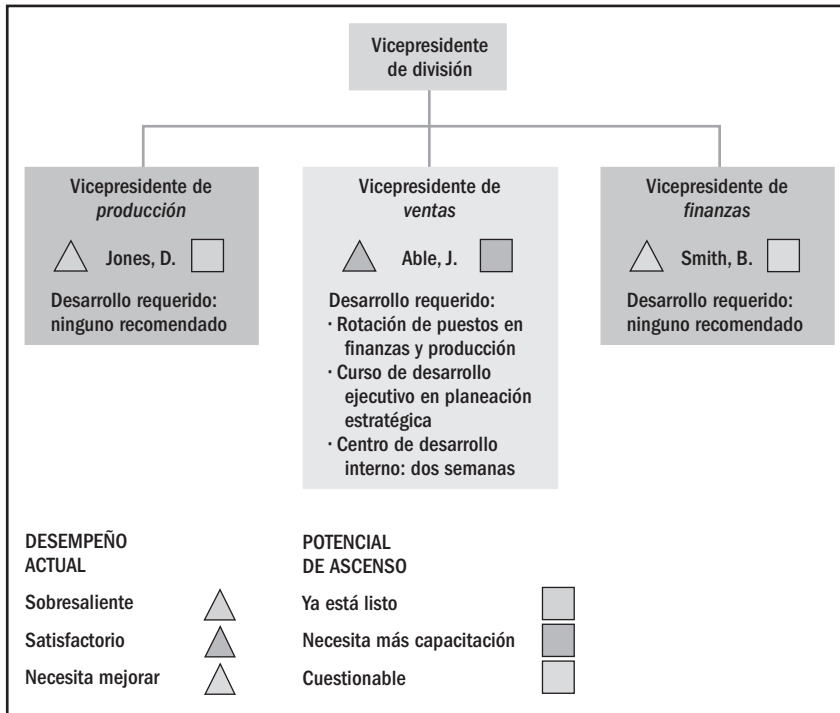 Vicepresidente
de división
Vicepresidente de
producción
Jones, D.
Desarrollo requerido:
ninguno recomendado
Vicepresidente de
ventas
Able, J.
Desarrollo requerido:
· Rotación de puestos en
finanzas y producción
· Curso de desarrollo
ejecutivo en planeación
estratégica
· Centro de desarrollo
interno: dos semanas
Vicepresidente de
finanzas
Smith, B.
Desarrollo requerido:
ninguno recomendado
DESEMPEÑO
ACTUAL
Sobresaliente
Satisfactorio
Necesita mejorar
POTENCIAL
DE ASCENSO
Ya está listo
Necesita más capacitación
Cuestionable